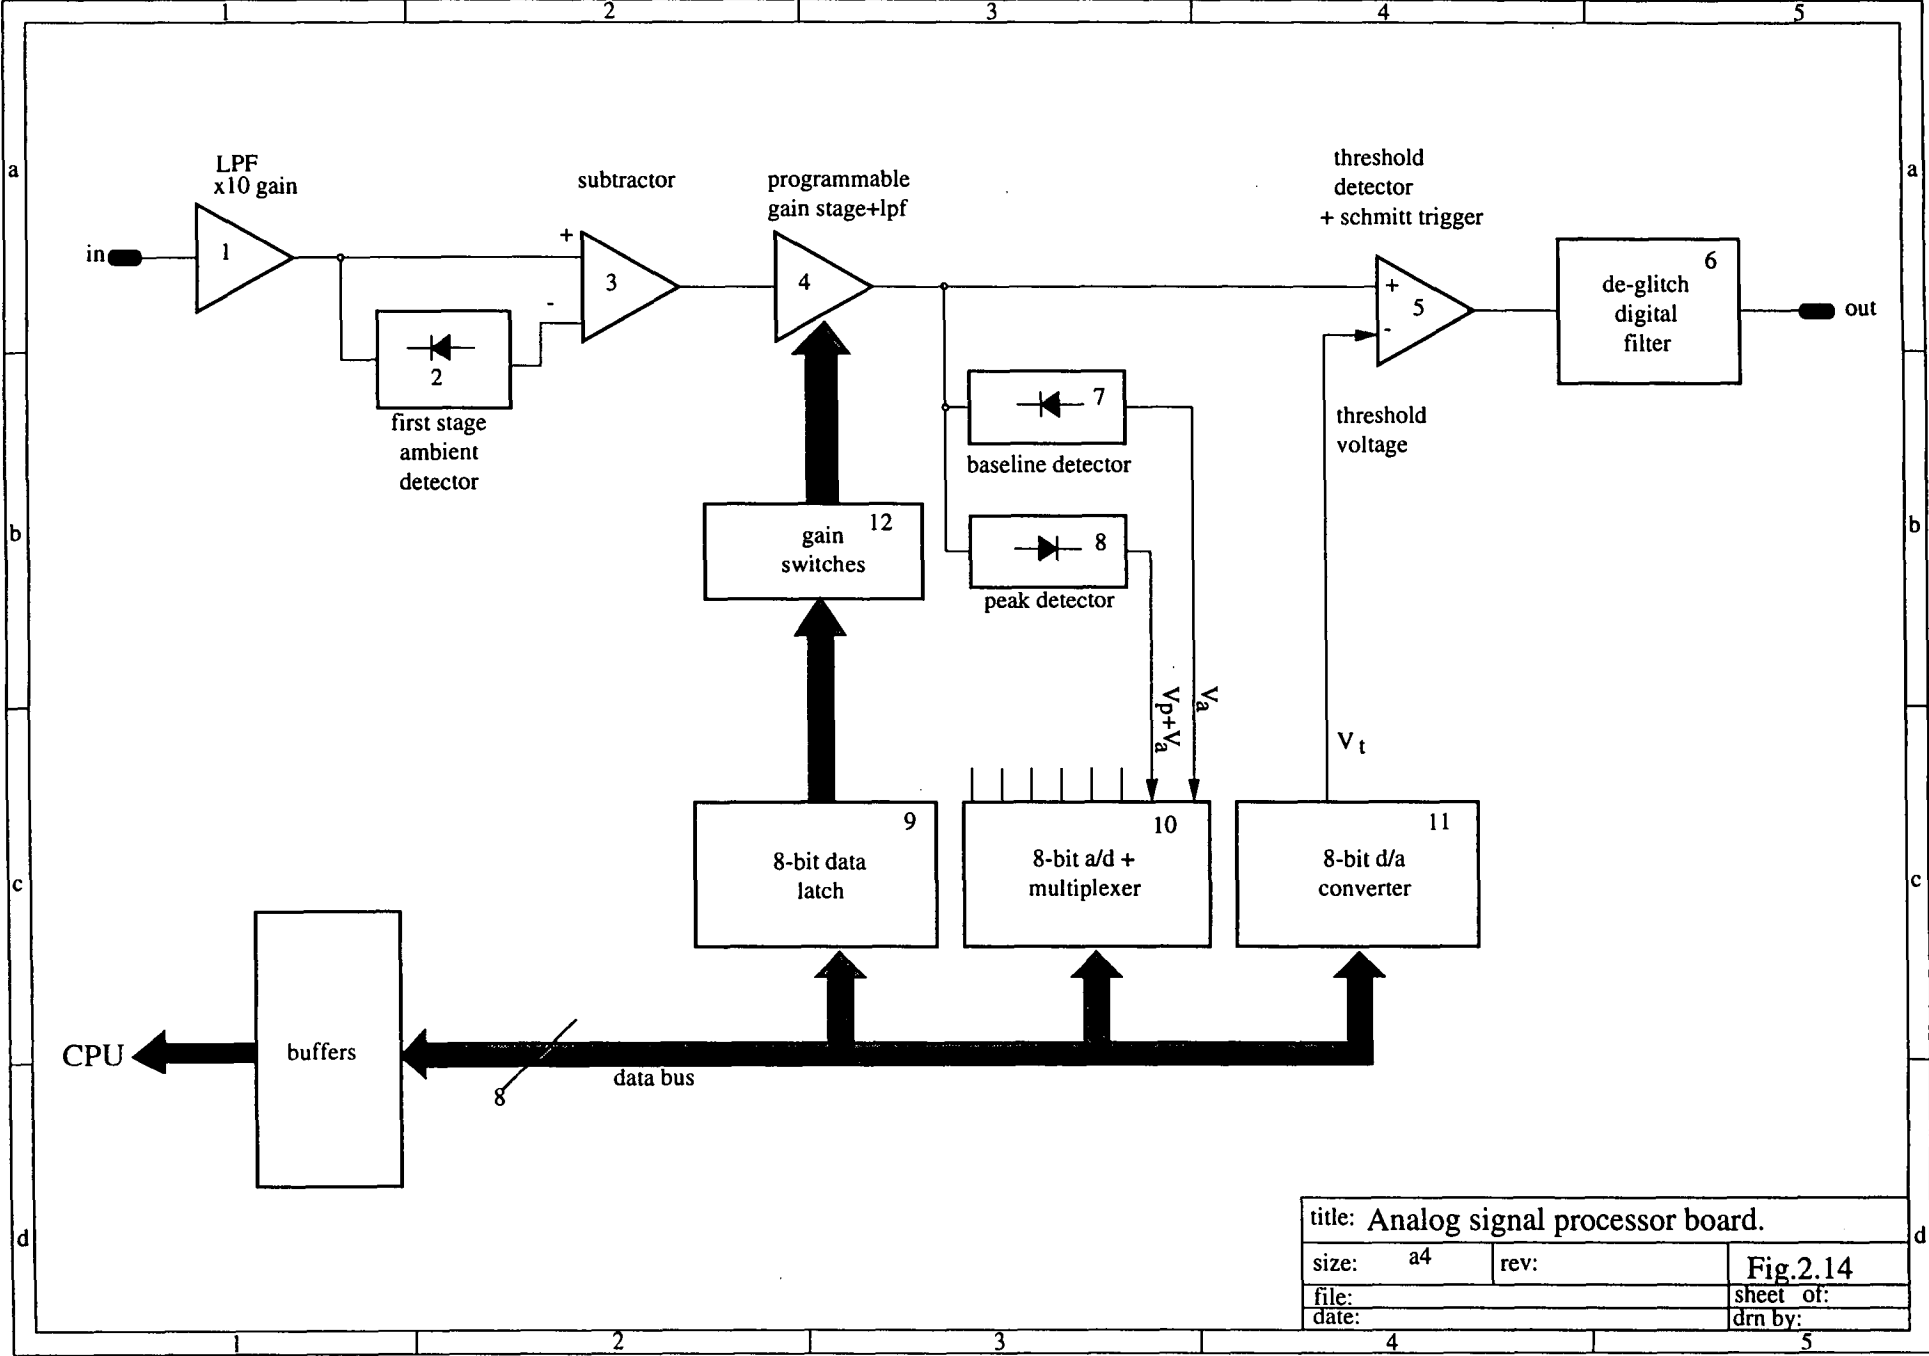 1 2 3 4 5
a a
b b
c c
d d
LPF
x10 gain
in
1
first stage
ambient
detector
2
subtractor
+
-
3
programmable
gain stage+lpf
4
threshold
detector
+ schmitt trigger
+
-
5
6
de-glitch
digital
filter
out
7
baseline detector
8
peak detector
threshold
voltage
12
gain
switches
Vp+Va
Va
Vt
9
8-bit data
latch
10
8-bit a/d +
multiplexer
11
8-bit d/a
converter
CPU
buffers
8
data bus
title: Analog signal processor board.
size: a4 rev: Fig.2.14
file: sheet of:
date: drn by:
1 2 3 4 5